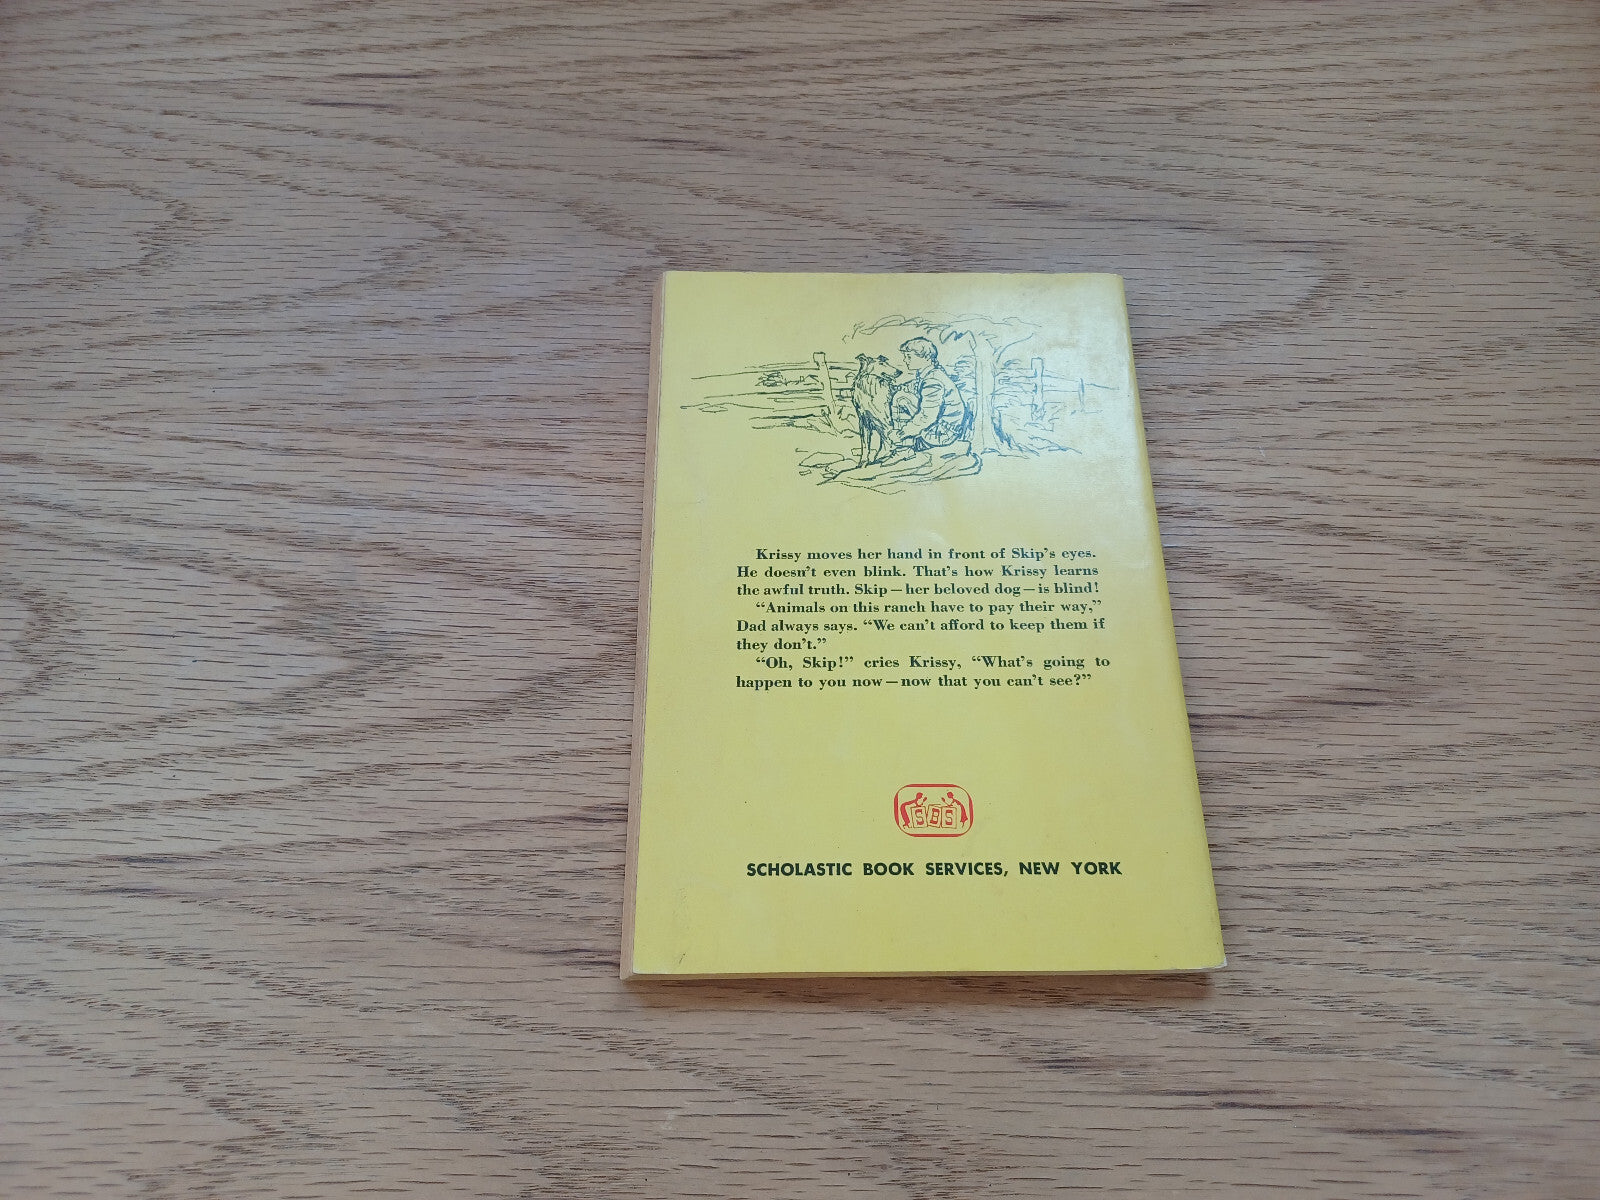 Krissy moves her hand in front of Skip's eyes.
He doesn't even blink. That's how Krissy learns
the awful truth. Skip — her beloved dog — is blind!
“Animals on this ranch have to pay their way,”
Dad always says. “We can't afford to keep them if
they don't.”
“Oh, Skip!” cries Krissy, “What's going to
happen to you now — now that you can't see?”
SBS
SCHOLASTIC BOOK SERVICES, NEW YORK